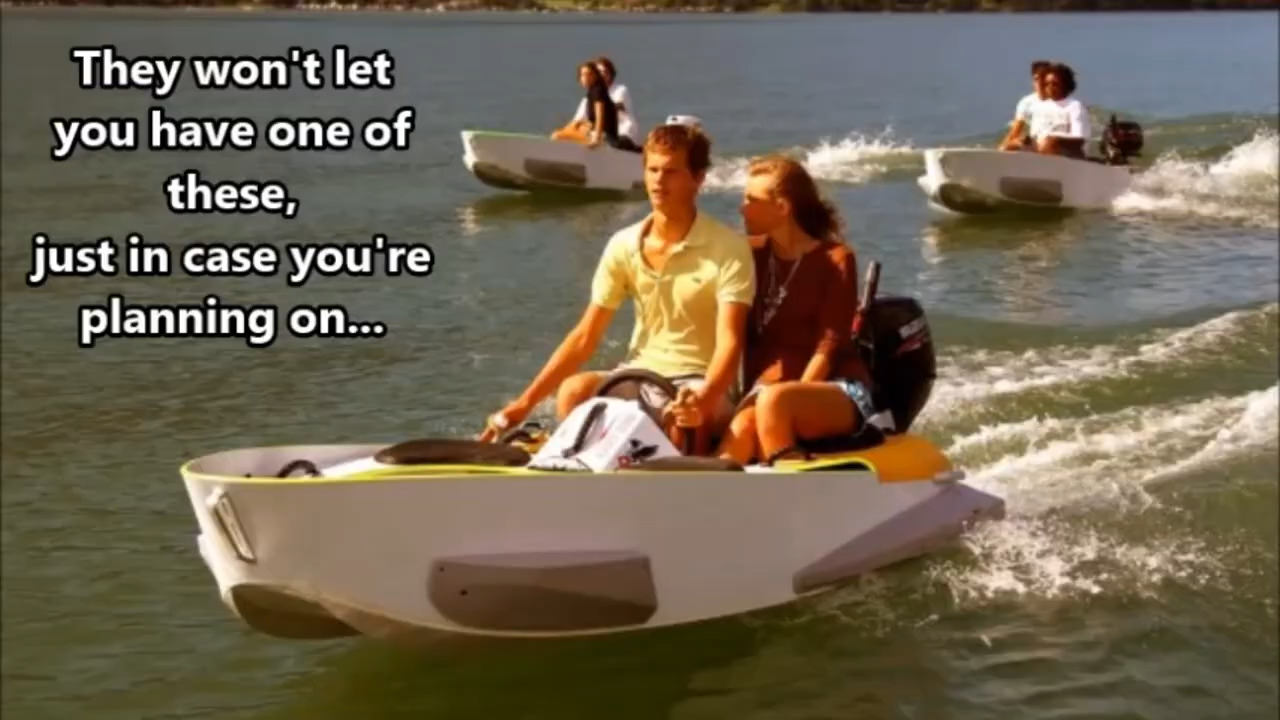 They won't let
you have one of
these,
just in case you're
planning on...